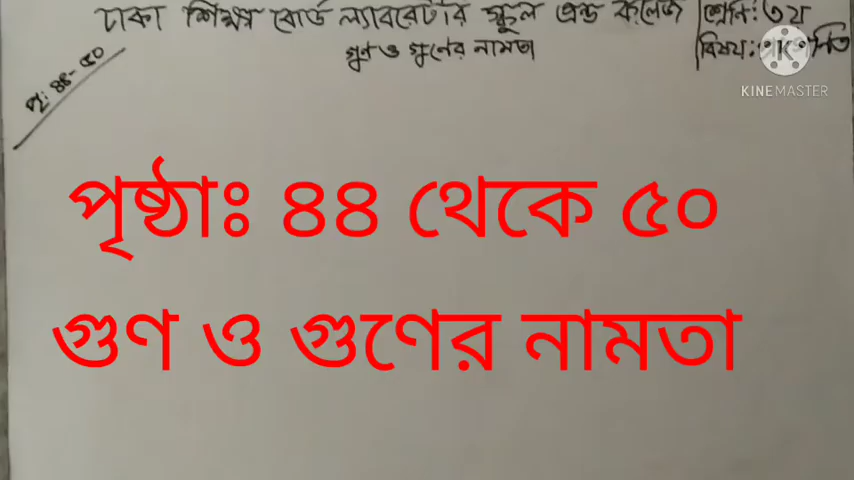 ঢাকা শিক্ষা বোর্ড ল্যাবরেটরি স্কুল এন্ড কলেজ
শ্রেণি: ৩য়
গুণ ও গুণের নামতা
বিষয়:
পৃ: ৪৪-৫০
KINEMASTER
পৃষ্ঠাঃ ৪৪ থেকে ৫০
গুণ ও গুণের নামতা